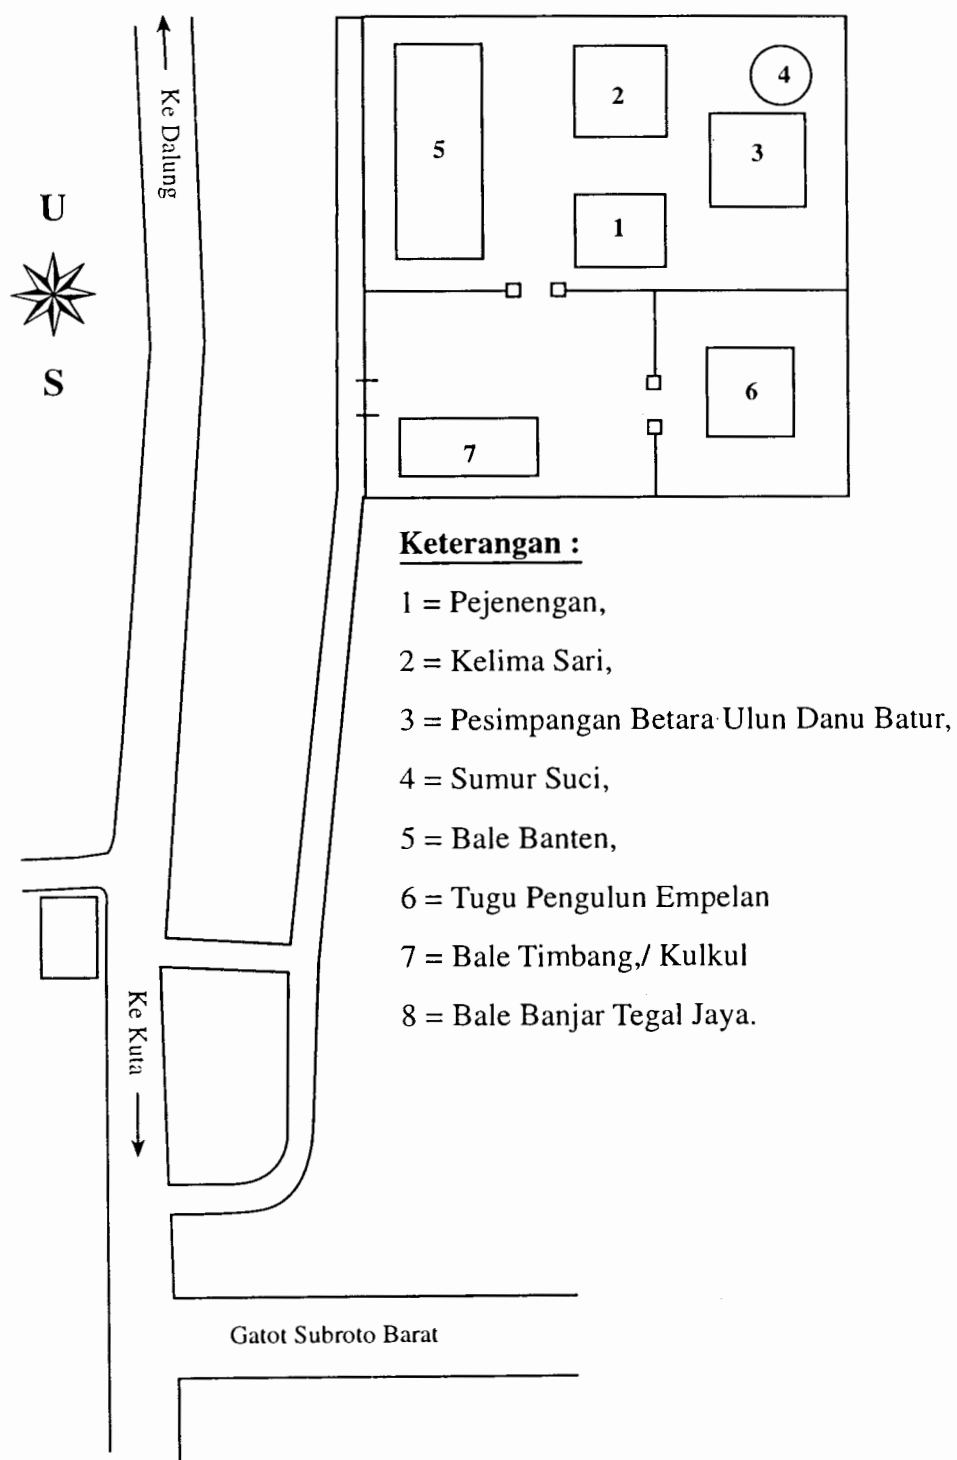 Ke Dalung
U
S
5
2
4
3
1
6
7
Keterangan :
1 = Pejenengan,
2 = Kelima Sari,
3 = Pesimpangan Betara Ulun Danu Batur,
4 = Sumur Suci,
5 = Bale Banten,
6 = Tugu Pengulun Empelan
7 = Bale Timbang,/ Kulkul
8 = Bale Banjar Tegal Jaya.
Ke Kuta
Gatot Subroto Barat